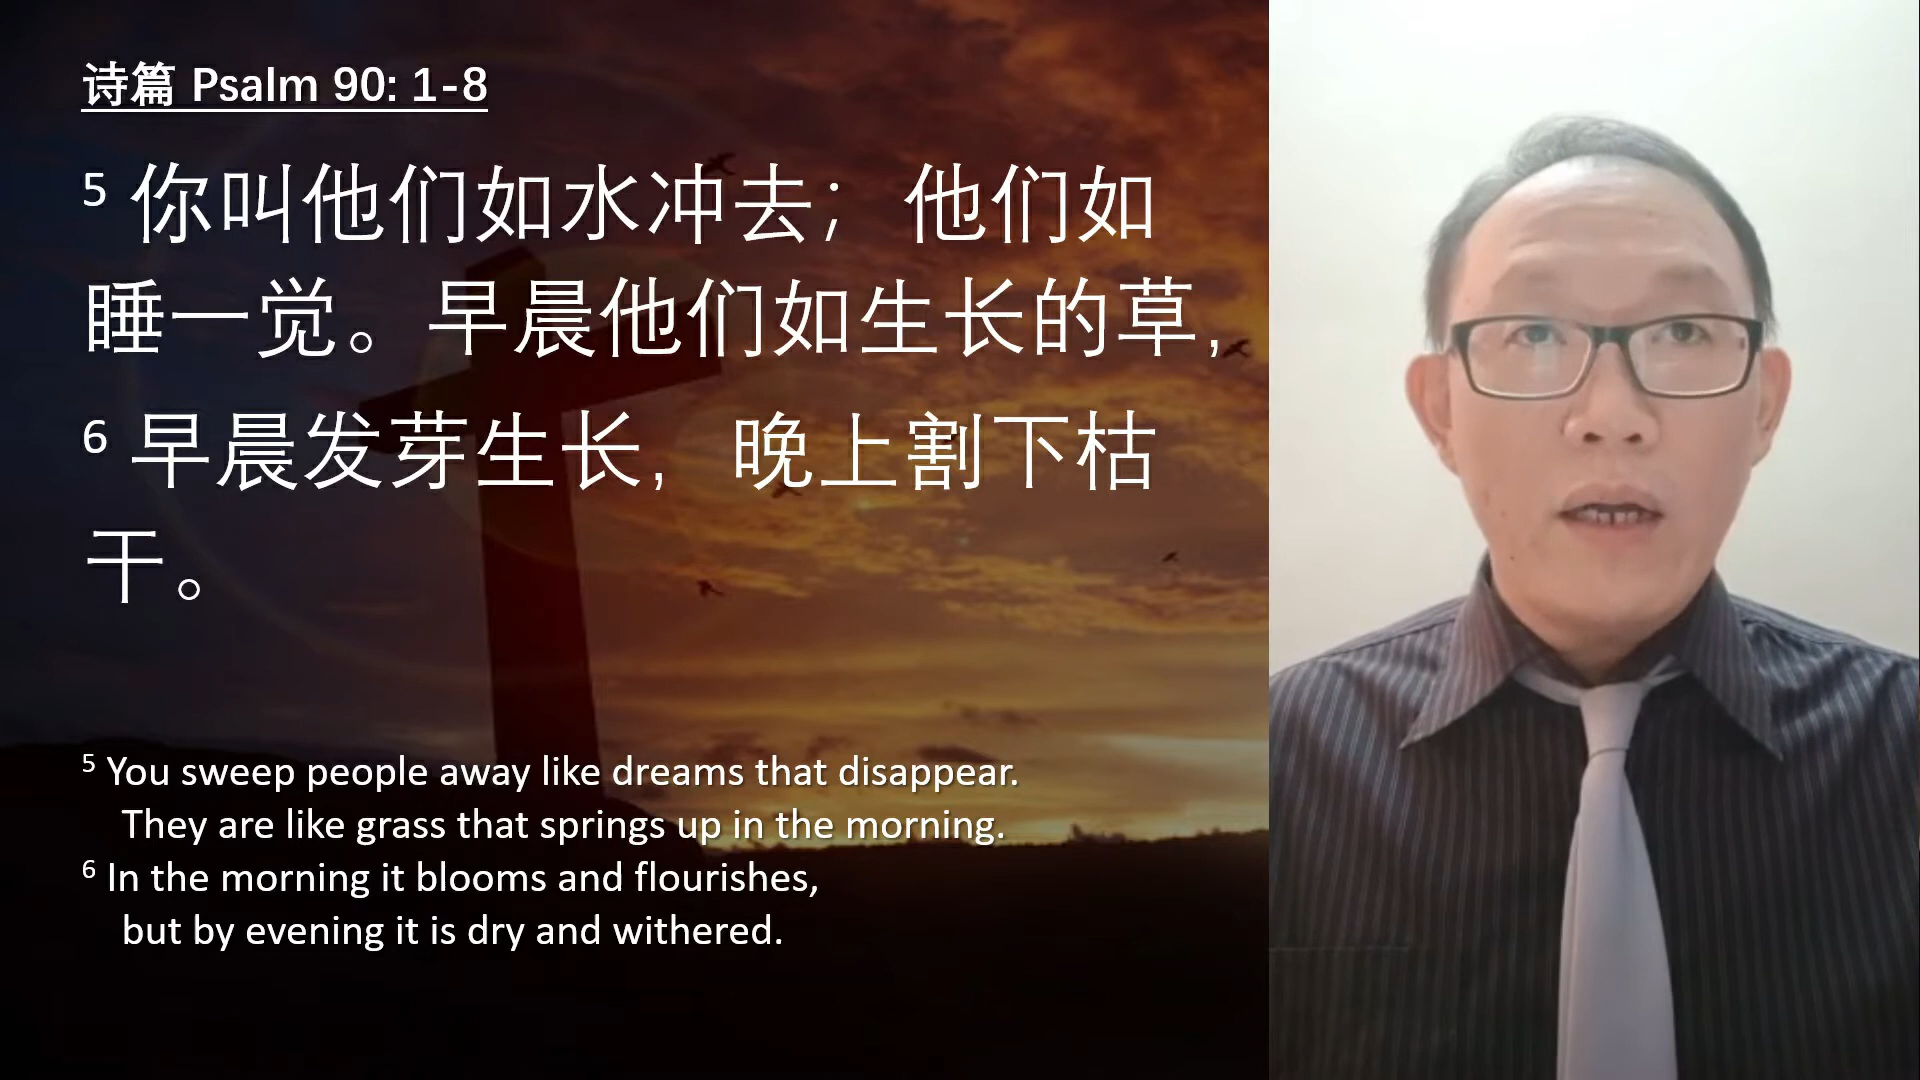 诗篇 Psalm 90: 1-8
5 你叫他们如水冲去；他们如
睡一觉。早晨他们如生长的草,
6 早晨发芽生长，晚上割下枯
干。
5 You sweep people away like dreams that disappear.
They are like grass that springs up in the morning.
6 In the morning it blooms and flourishes,
but by evening it is dry and withered.